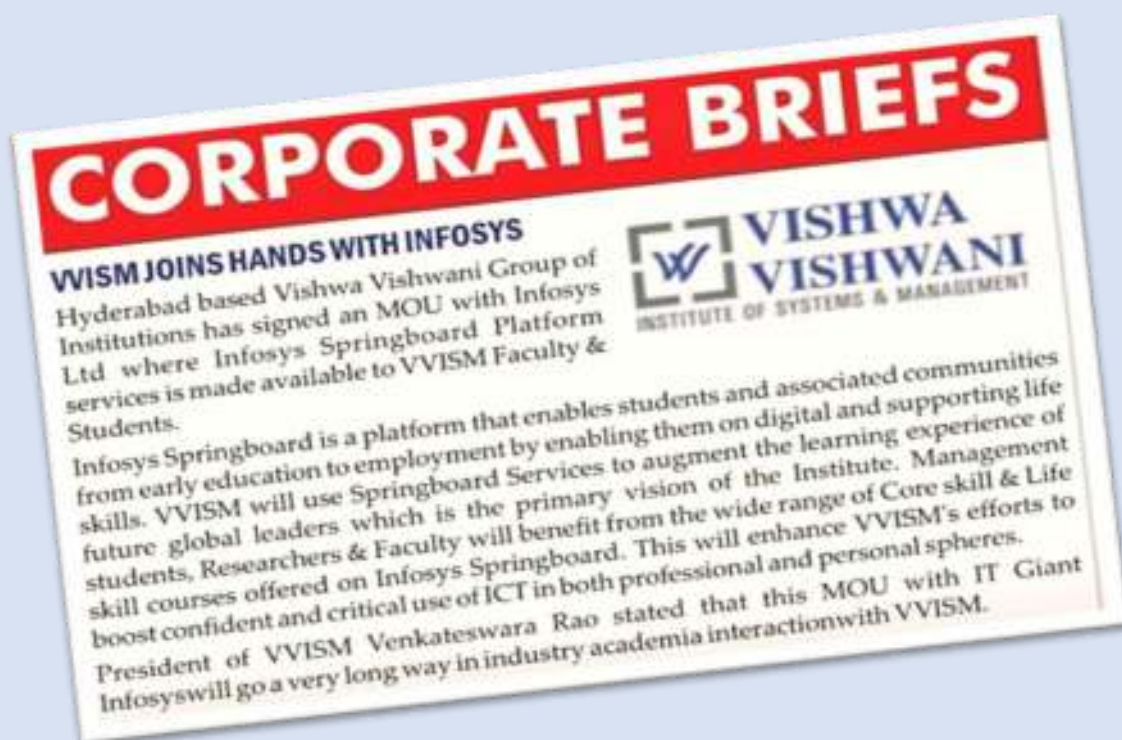 CORPORATE BRIEFS
VVISM JOINS HANDS WITH INFOSYS
Hyderabad based Vishwa Vishwani Group of
Institutions has signed an MOU with Infosys
Ltd where Infosys Springboard Platform
services is made available to VVISM Faculty &
Students.
VISHWA
VISHWANI
INSTITUTE OF SYSTEMS & MANAGEMENT
Infosys Springboard is a platform that enables students and associated communities
from early education to employment by enabling them on digital and supporting life
skills. VVISM will use Springboard Services to augment the learning experience of
future global leaders which is the primary vision of the Institute. Management
students, Researchers & Faculty will benefit from the wide range of Core skill & Life
skill courses offered on Infosys Springboard. This will enhance VVISM's efforts to
boost confident and critical use of ICT in both professional and personal spheres.
President of VVISM Venkateswara Rao stated that this MOU with IT Giant
Infosyswill go a very long way in industry academia interactionwith VVISM.